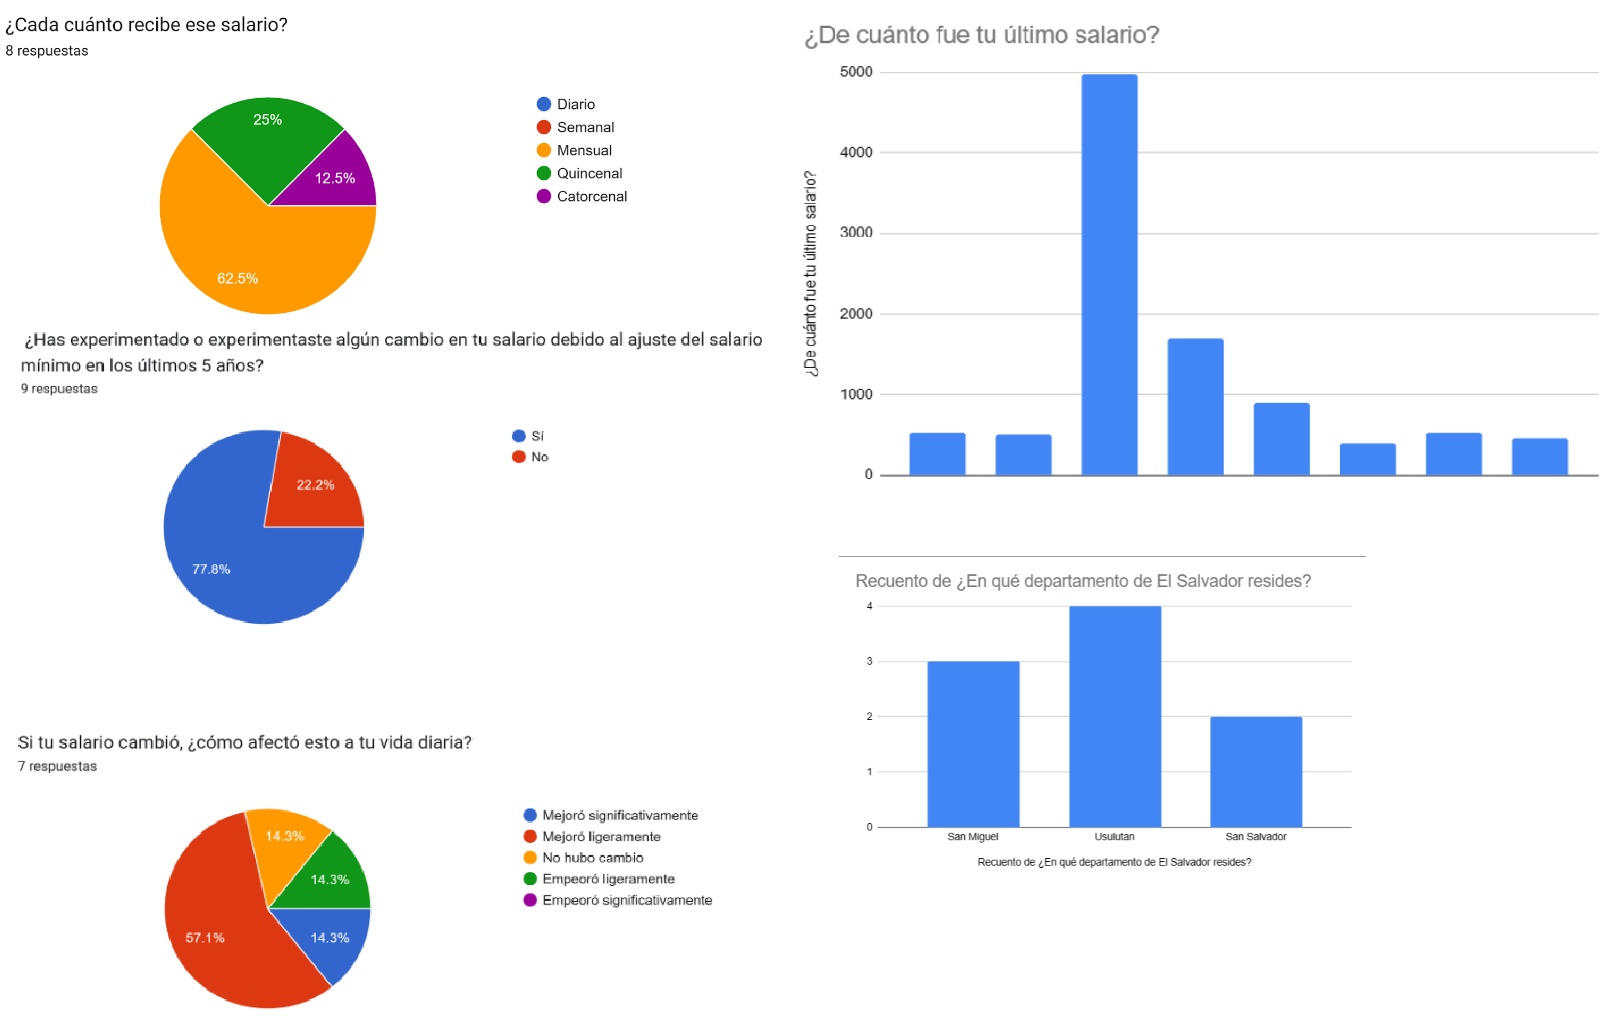 ¿Cada cuánto recibe ese salario?
8 respuestas
25%
12.5%
62.5%
Diario
Semanal
Mensual
Quincenal
Catorcenal
¿Has experimentado o experimentaste algún cambio en tu salario debido al ajuste del salario
mínimo en los últimos 5 años?
9 respuestas
22.2%
77.8%
Sí
No
Si tu salario cambió, ¿cómo afectó esto a tu vida diaria?
7 respuestas
14.3%
14.3%
57.1%
14.3%
Mejoró significativamente
Mejoró ligeramente
No hubo cambio
Empeoró ligeramente
Empeoró significativamente
¿De cuánto fue tu último salario?
¿De cuánto fue tu último salario?
5000
4000
3000
2000
1000
0
Recuento de ¿En qué departamento de El Salvador resides?
4
3
2
1
0
San Miguel
Usulutan
San Salvador
Recuento de ¿En qué departamento de El Salvador resides?